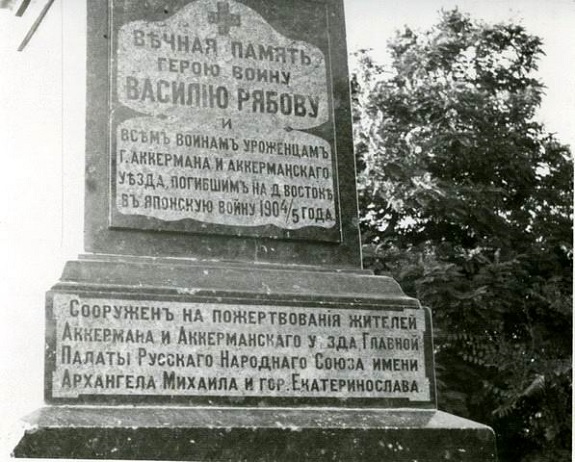 ВѢЧНАЯ ПАМЯТЬ
ГЕРОЮ ВОИНУ
ВАСИЛІЮ РЯБОВУ
И
ВСѢМЪ ВОИНАМЪ УРОЖЕНЦАМЪ
Г. АККЕРМАНА И АККЕРМАНСКАГО
УѢЗДА, ПОГИБШИМЪ НА Д. ВОСТОКѢ
ВЪ ЯПОНСКУЮ ВОЙНУ 1904/5 ГОДА.
СООРУЖЕНЪ НА ПОЖЕРТВОВАНІЯ ЖИТЕЛЕЙ
АККЕРМАНА И АККЕРМАНСКАГО У ЗДА ГЛАВНОЙ
ПАЛАТЫ РУССКАГО НАРОДНАГО СОЮЗА ИМЕНИ
АРХАНГЕЛА МИХАИЛА И ГОР. ЕКАТЕРИНОСЛАВА